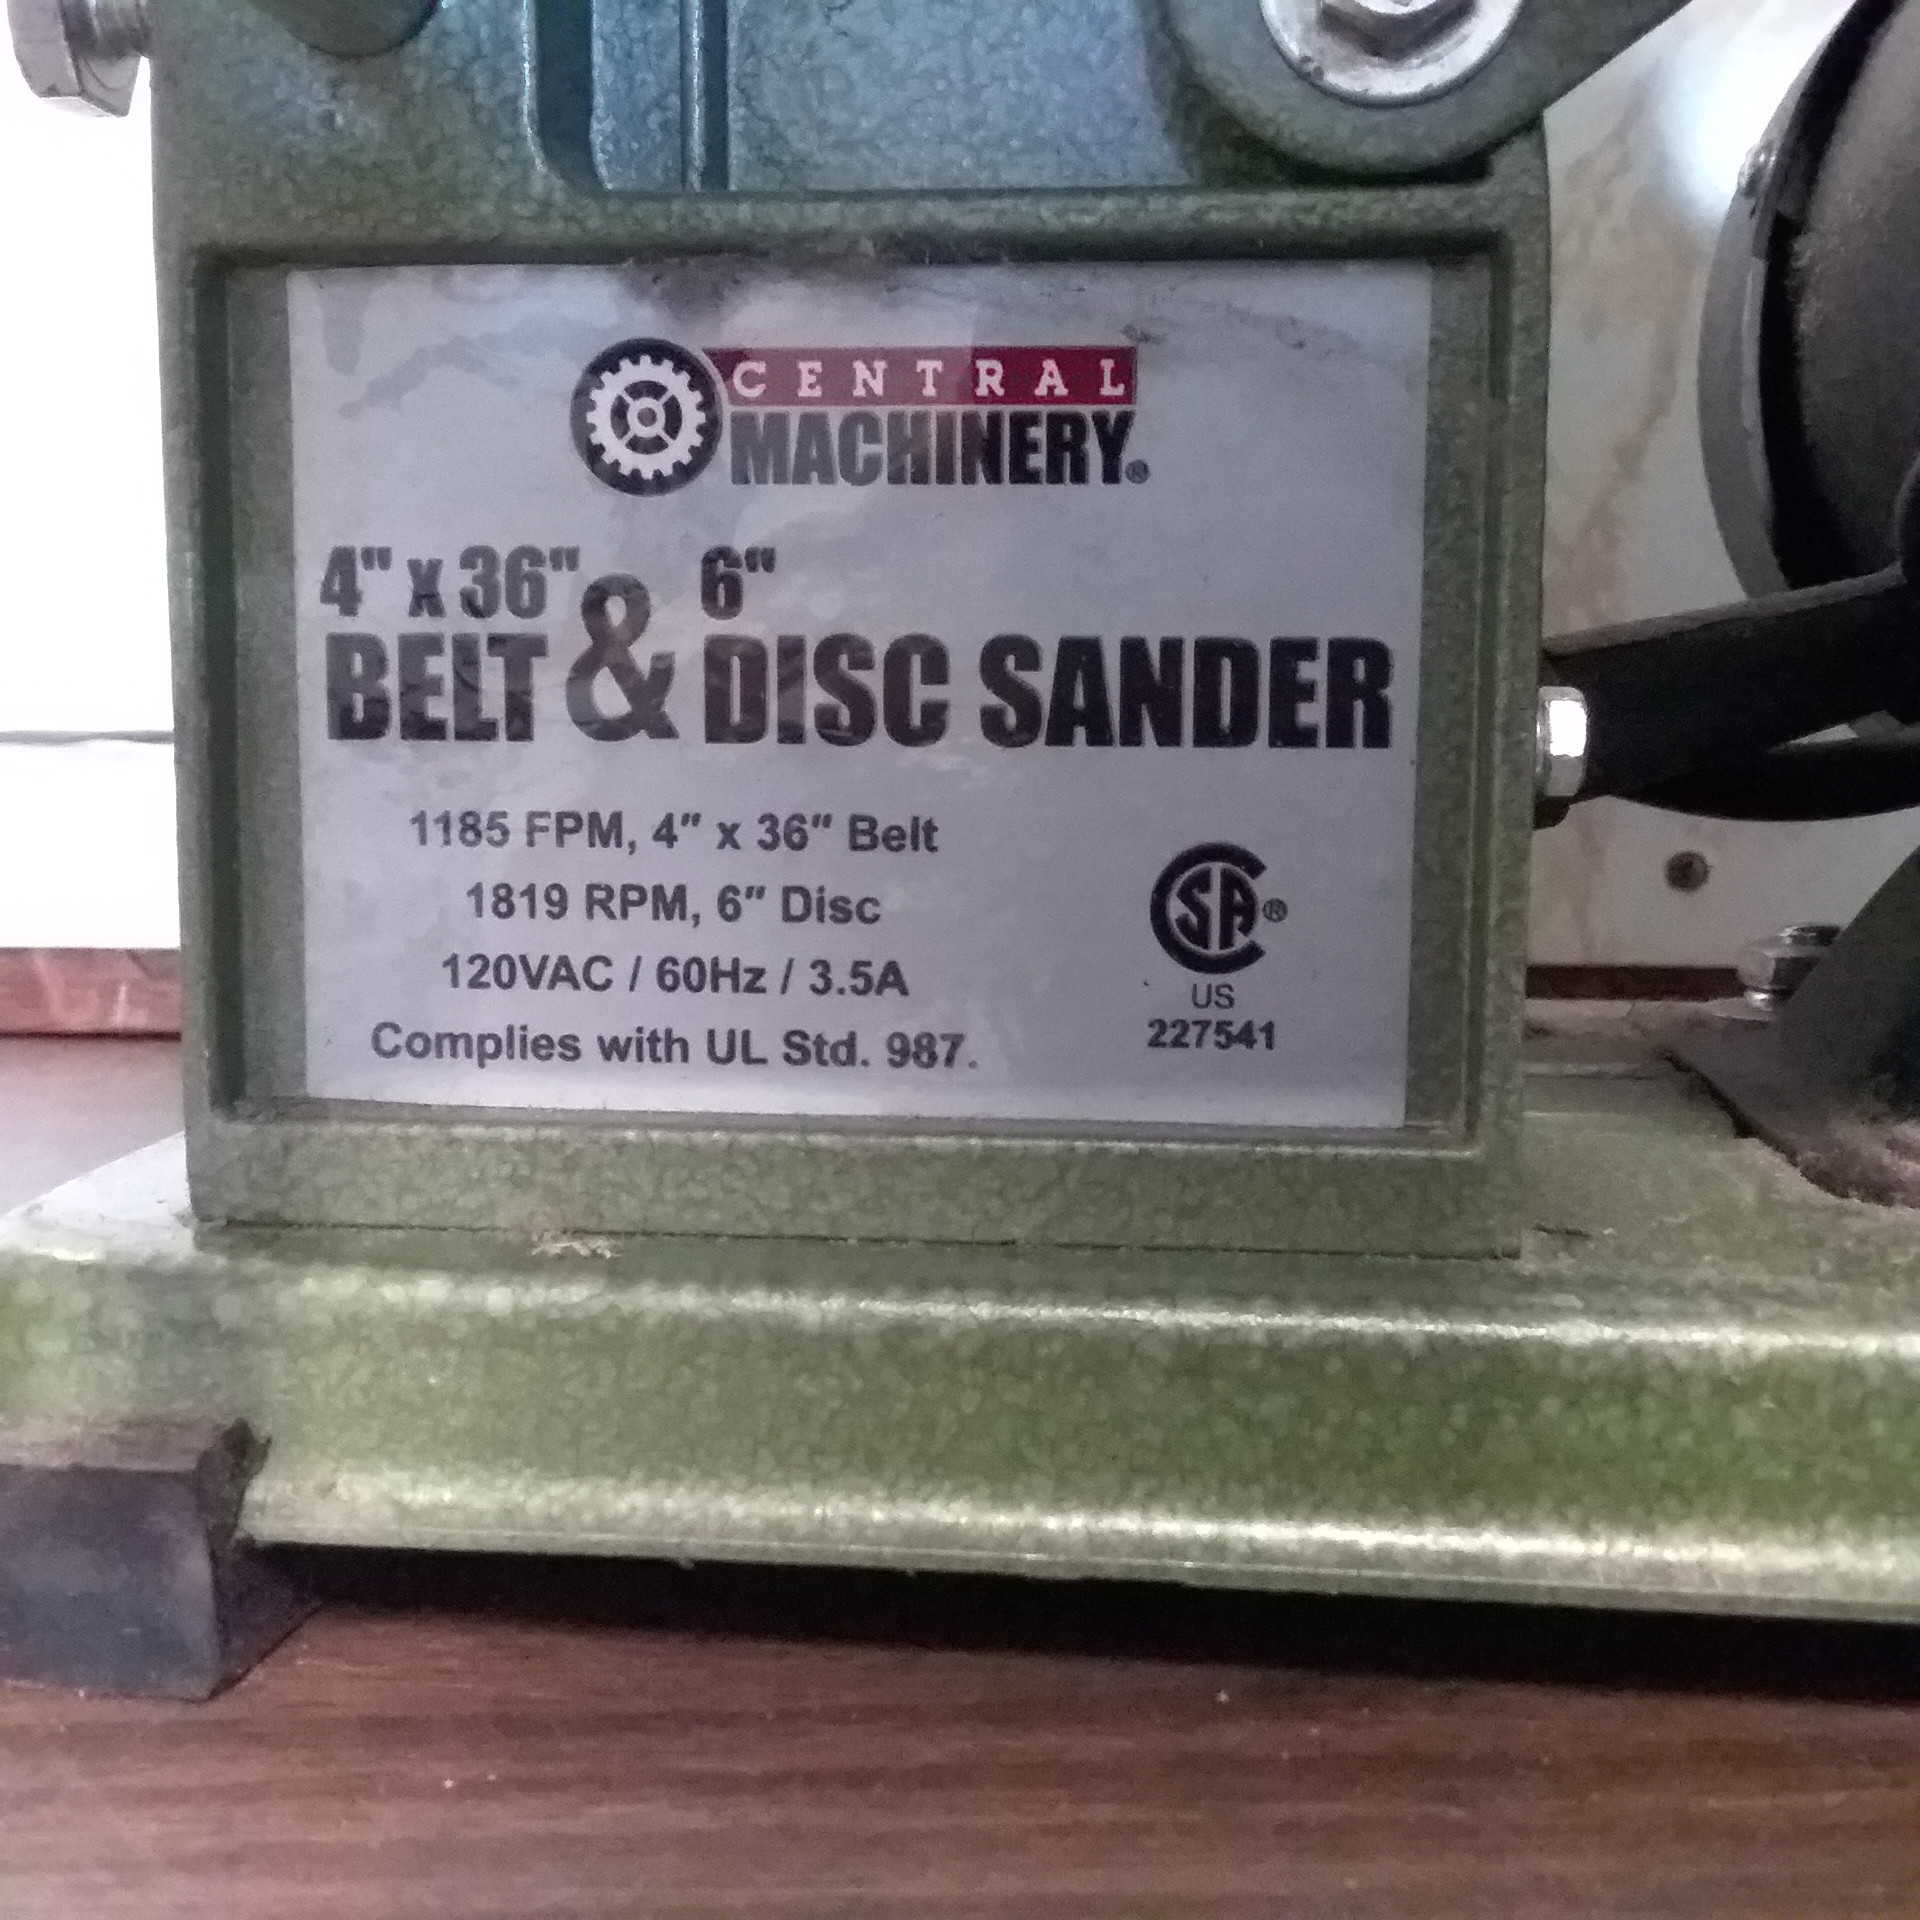 CENTRAL
MACHINERY®
4" x 36" & 6"
BELT DISC SANDER
1185 FPM, 4" x 36" Belt
1819 RPM, 6" Disc
120VAC / 60Hz / 3.5A
Complies with UL Std. 987.
CSA®
US
227541